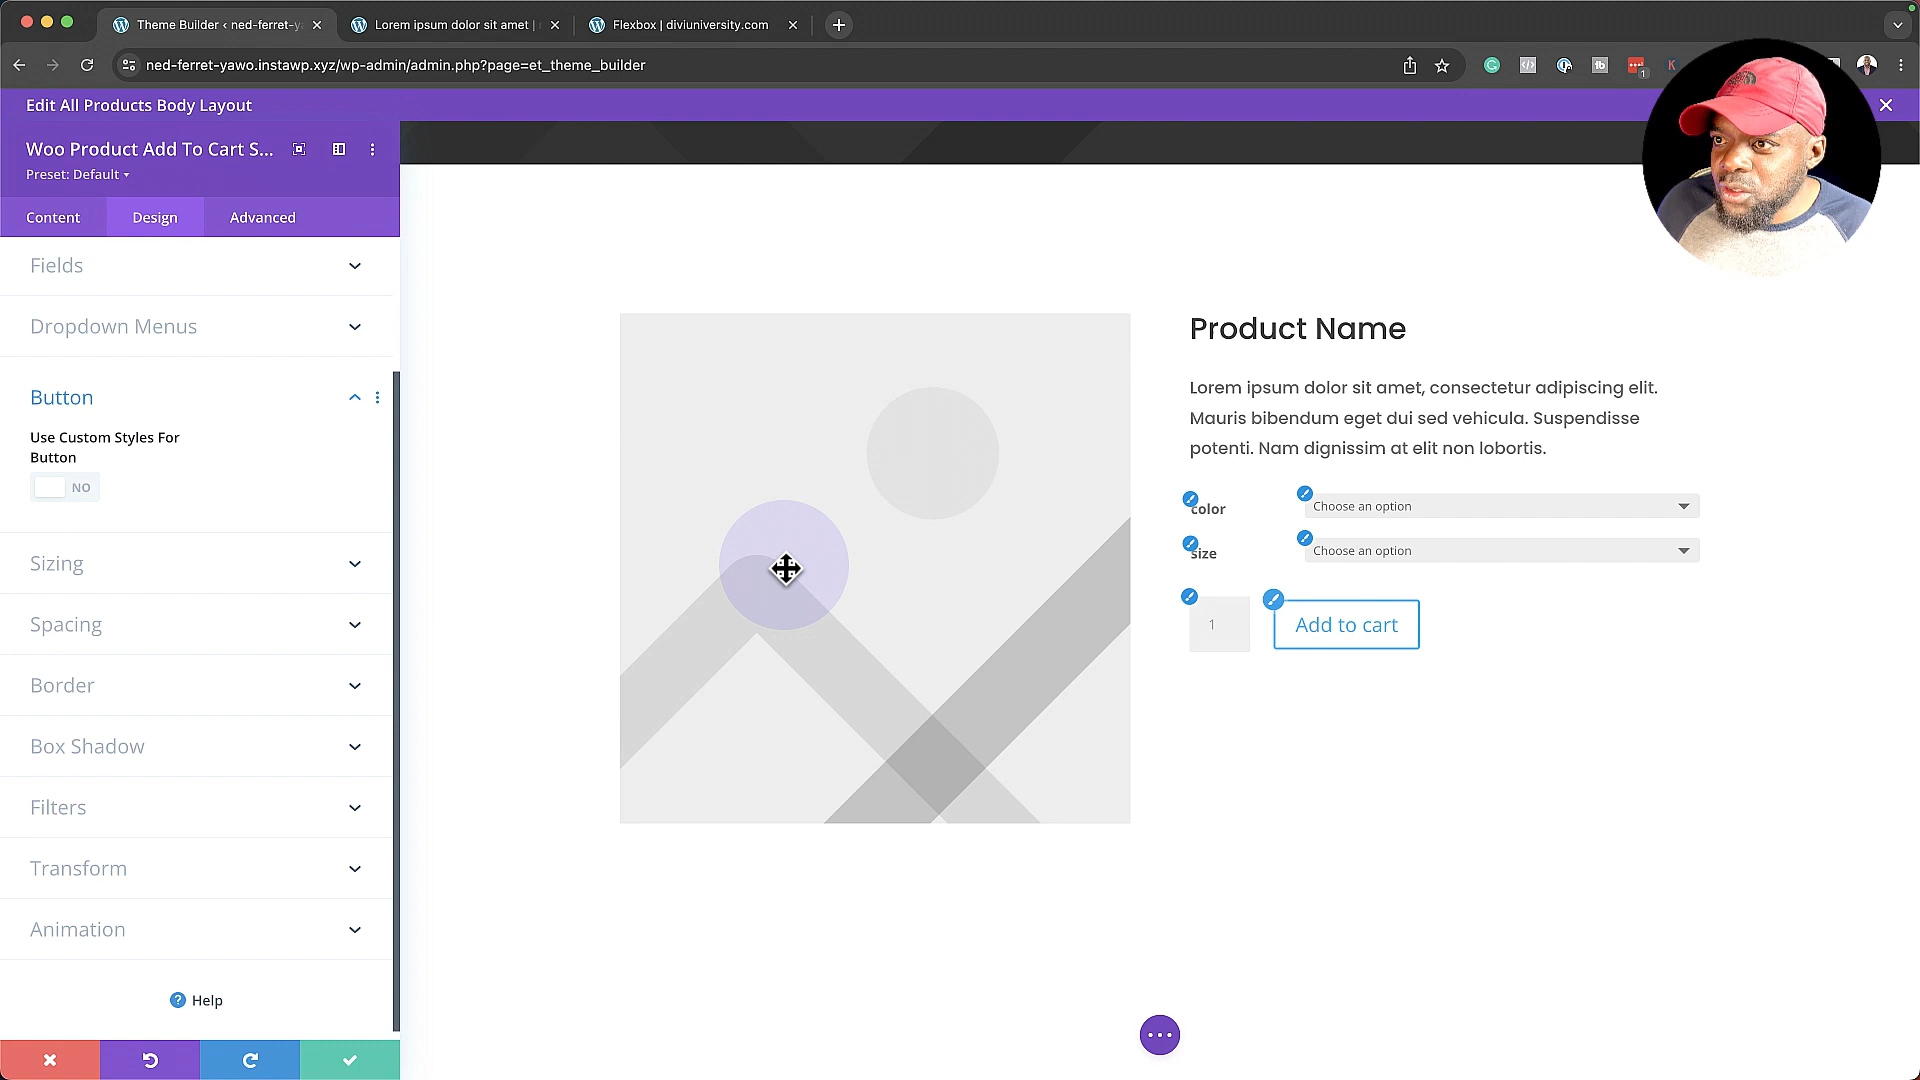 Theme Builder ‹ ned-ferret-ya
Lorem ipsum dolor sit amet |
Flexbox | diviuniversity.com
ned-ferret-yawo.instawp.xyz/wp-admin/admin.php?page=et_theme_builder
Edit All Products Body Layout
Woo Product Add To Cart S...
Preset: Default
Content
Design
Advanced
Fields
Dropdown Menus
Button
Use Custom Styles For
Button
NO
Sizing
Spacing
Border
Box Shadow
Filters
Transform
Animation
Help
Product Name
Lorem ipsum dolor sit amet, consectetur adipiscing elit.
Mauris bibendum eget dui sed vehicula. Suspendisse
potenti. Nam dignissim at elit non lobortis.
color
Choose an option
size
Choose an option
1
Add to cart